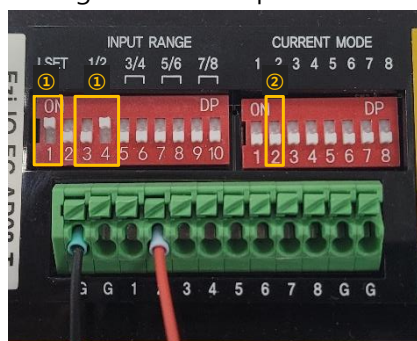 INPUT RANGE CURRENT MODE
LSET 1/2 3/4 5/6 7/8 1 2 3 4 5 6 7 8
① ① ②
ON DP ON DP
1 2 3 4 5 6 7 8 9 10 1 2 3 4 5 6 7 8
G G 1 2 3 4 5 6 7 8 G G